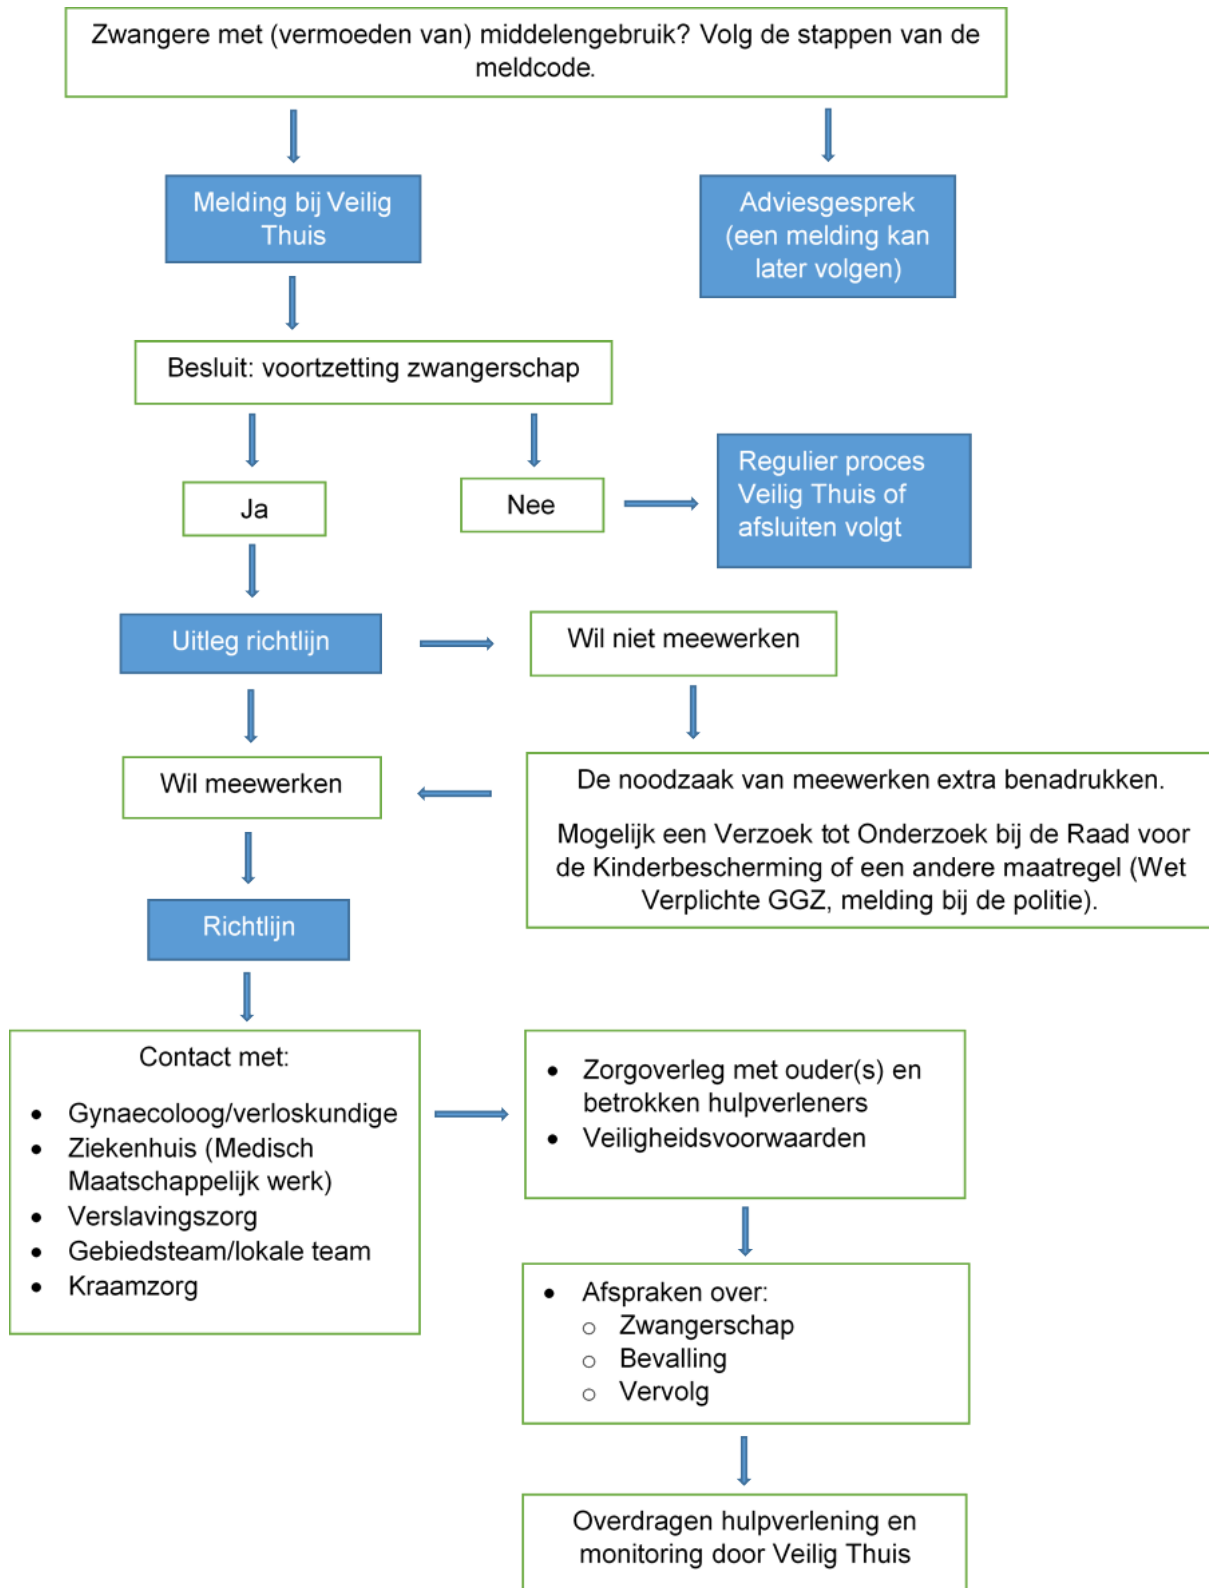 Zwangere met (vermoeden van) middelengebruik? Volg de stappen van de
meldcode.
Melding bij Veilig
Thuis
Adviesgesprek
(een melding kan
later volgen)
Besluit: voortzetting zwangerschap
Ja
Nee
Regulier proces
Veilig Thuis of
afsluiten volgt
Uitleg richtlijn
Wil niet meewerken
Wil meewerken
De noodzaak van meewerken extra benadrukken.
Mogelijk een Verzoek tot Onderzoek bij de Raad voor
de Kinderbescherming of een andere maatregel (Wet
Verplichte GGZ, melding bij de politie).
Richtlijn
Contact met:
• Gynaecoloog/verloskundige
• Ziekenhuis (Medisch
Maatschappelijk werk)
• Verslavingszorg
• Gebiedsteam/lokale team
• Kraamzorg
• Zorgoverleg met ouder(s) en
betrokken hulpverleners
• Veiligheidsvoorwaarden
• Afspraken over:
o Zwangerschap
o Bevalling
o Vervolg
Overdragen hulpverlening en
monitoring door Veilig Thuis